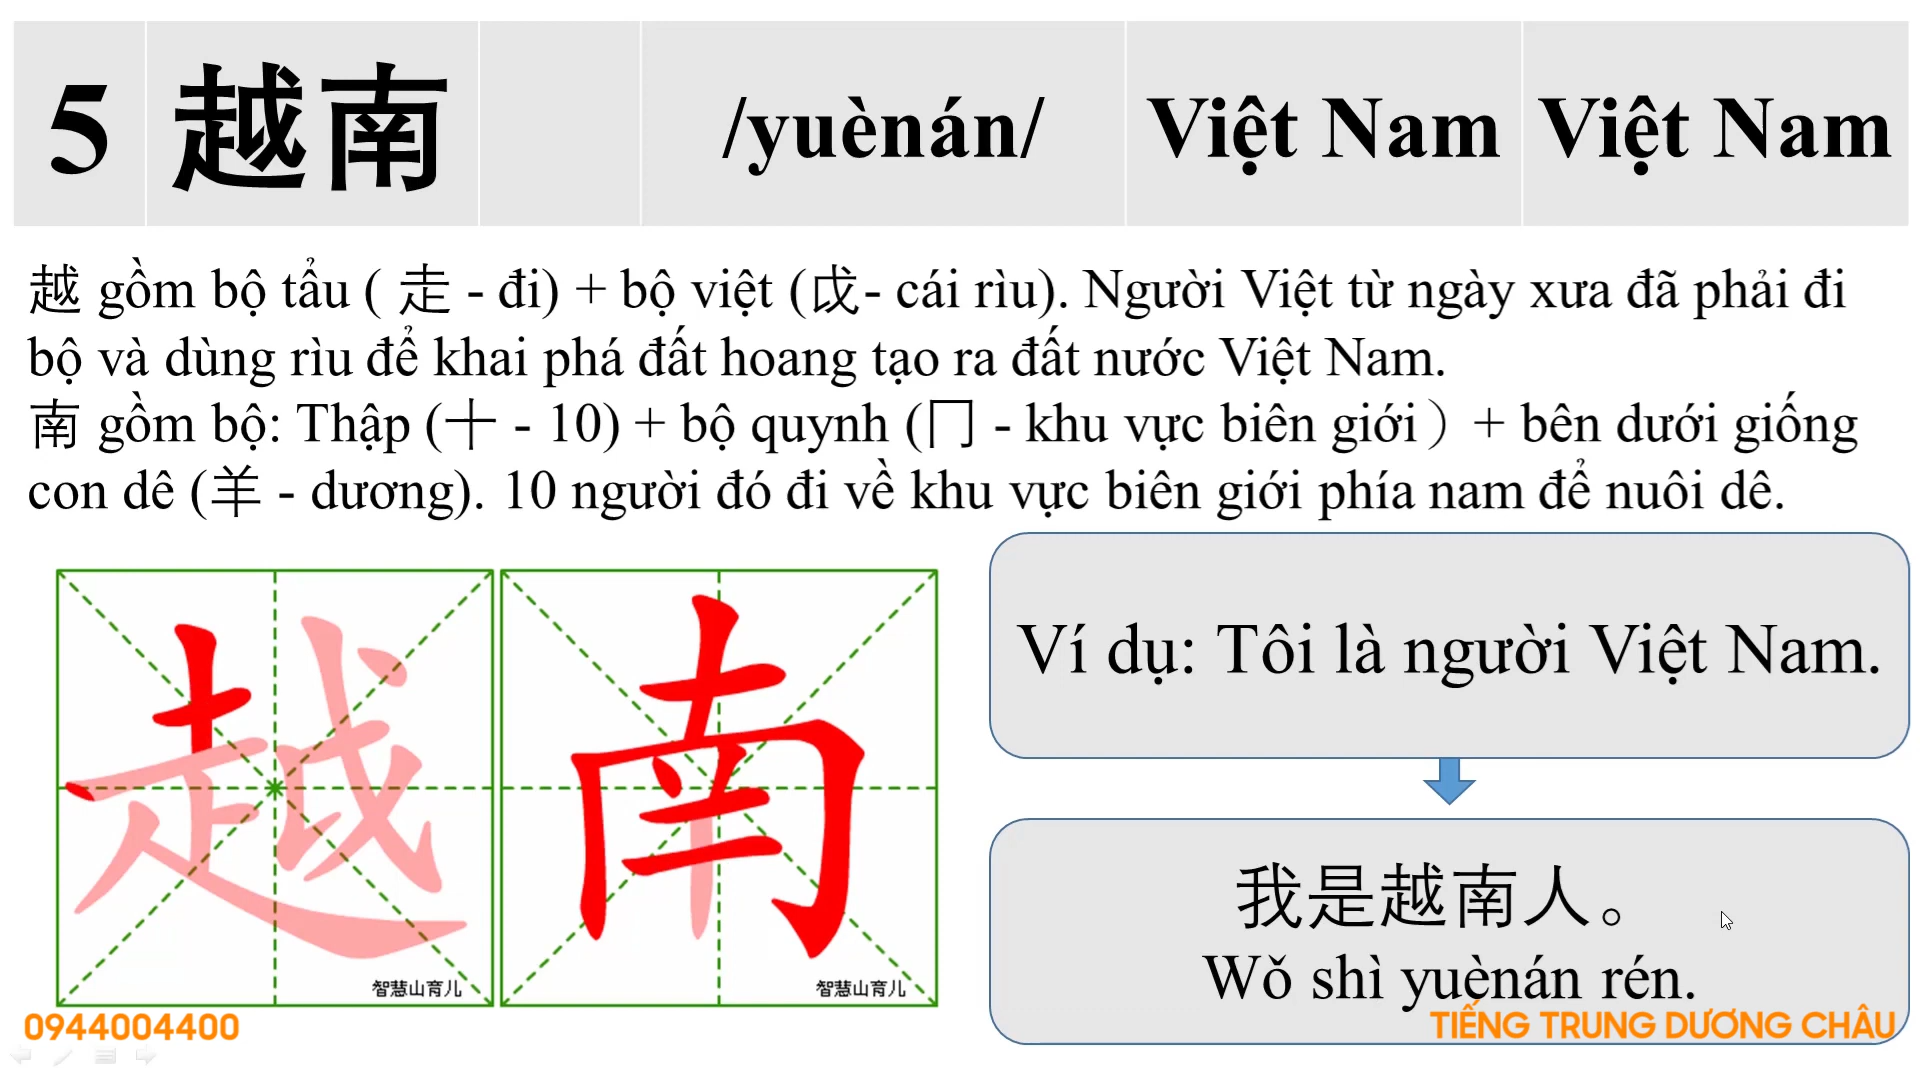 5 越南 /yuènán/ Việt Nam Việt Nam
越 gồm bộ tẩu ( 走 - đi) + bộ việt (戉- cái rìu). Người Việt từ ngày xưa đã phải đi
bộ và dùng rìu để khai phá đất hoang tạo ra đất nước Việt Nam.
南 gồm bộ: Thập (十 - 10) + bộ quynh (冂 - khu vực biên giới）+ bên dưới giống
con dê (羊 - dương). 10 người đó đi về khu vực biên giới phía nam để nuôi dê.
越 南
智慧山育儿 智慧山育儿
Ví dụ: Tôi là người Việt Nam.
我是越南人。
Wǒ shì yuènán rén.
0944004400
TIẾNG TRUNG DƯƠNG CHÂU